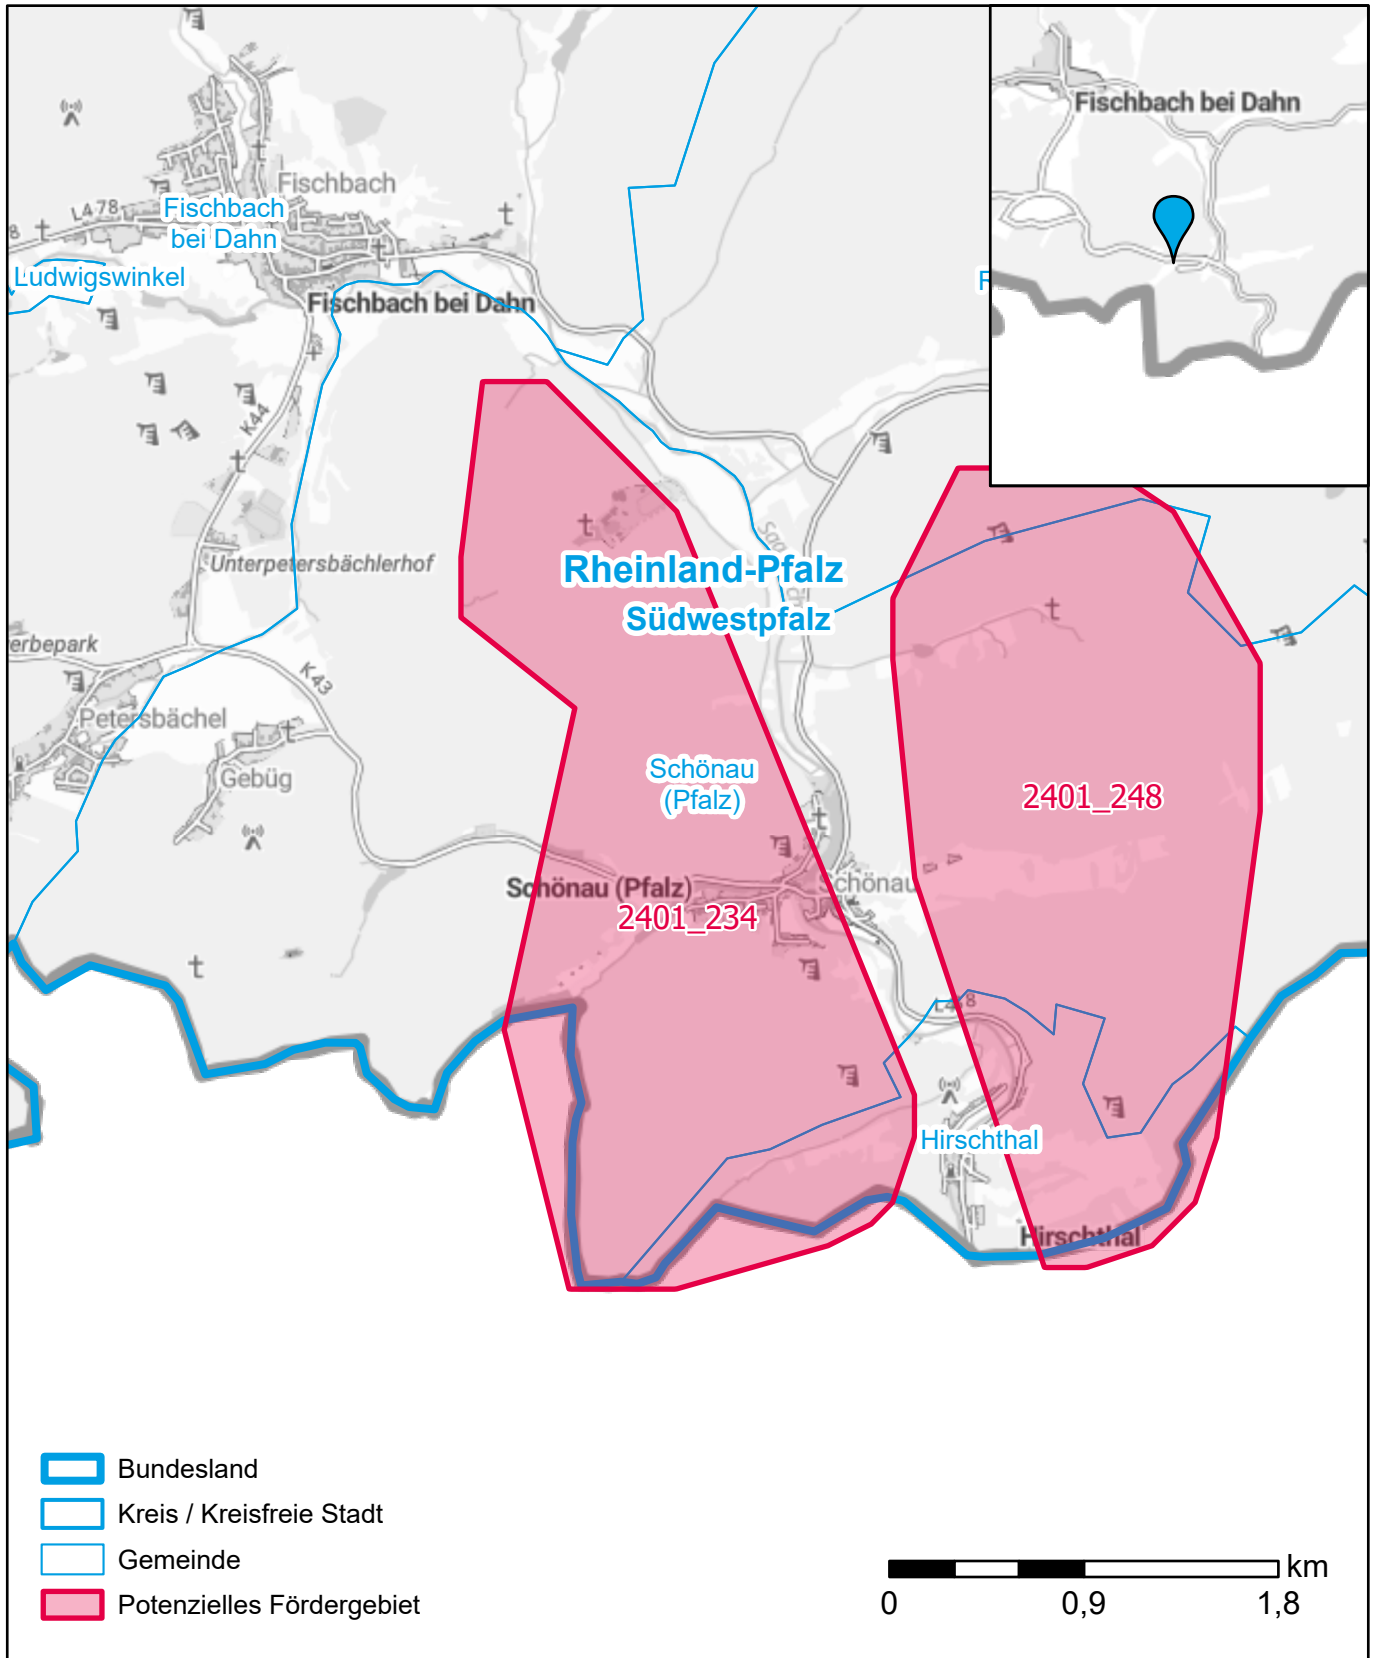 Fischbach bei Dahn
Fischbach
L478
8
Fischbach
bei Dahn
Ludwigswinkel
Fischbach bei Dahn
K44
Unterpetersbächlerhof
Rheinland-Pfalz
Südwestpfalz
erbepark
K43
Petersbächel
Gebüg
Schönau
(Pfalz)
2401_248
Schönau (Pfalz)
Schönau
2401_234
Hirschthal
Hirschthal
Bundesland
Kreis / Kreisfreie Stadt
Gemeinde
Potenzielles Fördergebiet
km
0 0,9 1,8